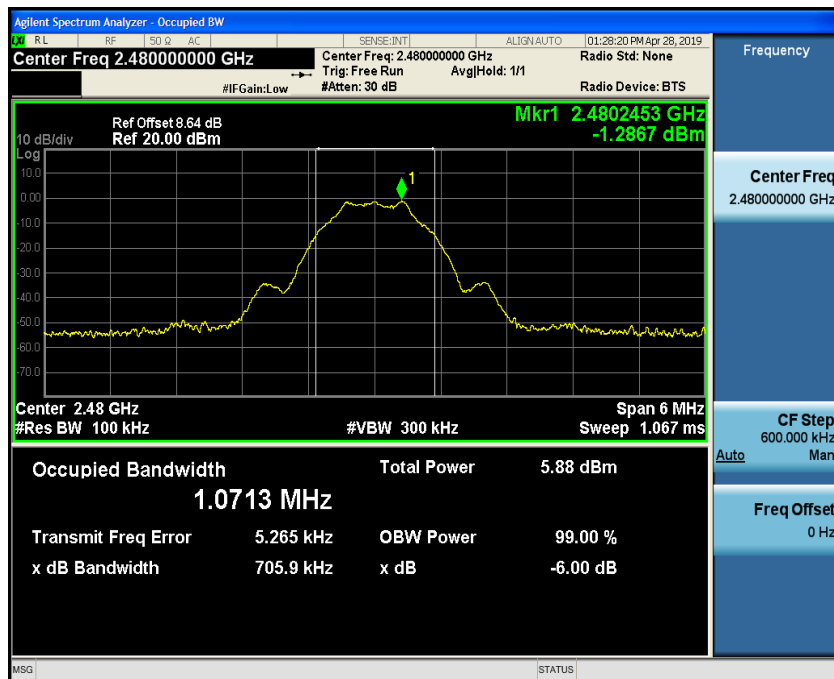 Agilent Spectrum Analyzer - Occupied BW
LXI RL RF 50 Ω AC SENSE:INT ALIGN AUTO 01:28:20 PM Apr 28, 2019
Center Freq 2.480000000 GHz
Center Freq: 2.480000000 GHz
Radio Std: None
Trig: Free Run Avg|Hold: 1/1
#IFGain:Low
#Atten: 30 dB
Radio Device: BTS
Mkr1 2.4802453 GHz
-1.2867 dBm
Ref Offset 8.64 dB
10 dB/div Ref 20.00 dBm
Log
10.0
0.00
-10.0
-20.0
-30.0
-40.0
-50.0
-60.0
-70.0
1
Center 2.48 GHz
Span 6 MHz
#Res BW 100 kHz
#VBW 300 kHz
Sweep 1.067 ms
Occupied Bandwidth
Total Power 5.88 dBm
1.0713 MHz
Transmit Freq Error 5.265 kHz
OBW Power 99.00 %
x dB Bandwidth 705.9 kHz
x dB -6.00 dB
Frequency
Center Freq
2.480000000 GHz
CF Step
600.000 kHz
Auto Man
Freq Offset
0 Hz
MSG
STATUS